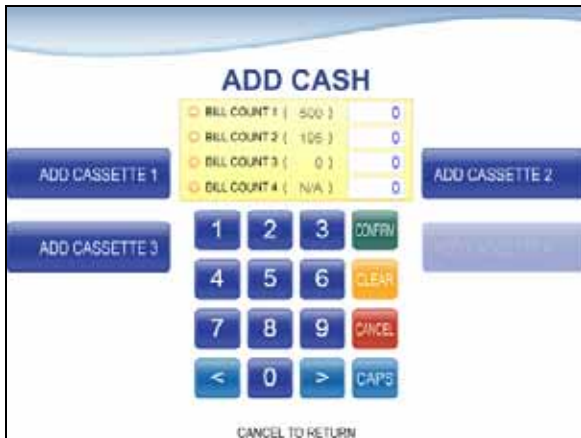 ADD CASH
BILL COUNT 1 ( 500 ) 0
BILL COUNT 2 ( 105 ) 0
BILL COUNT 3 ( 0 ) 0
BILL COUNT 4 ( N/A ) 0
ADD CASSETTE 1
ADD CASSETTE 2
ADD CASSETTE 3
1 2 3 CONFIRM
4 5 6 CLEAR
7 8 9 CANCEL
< 0 > CAPS
CANCEL TO RETURN